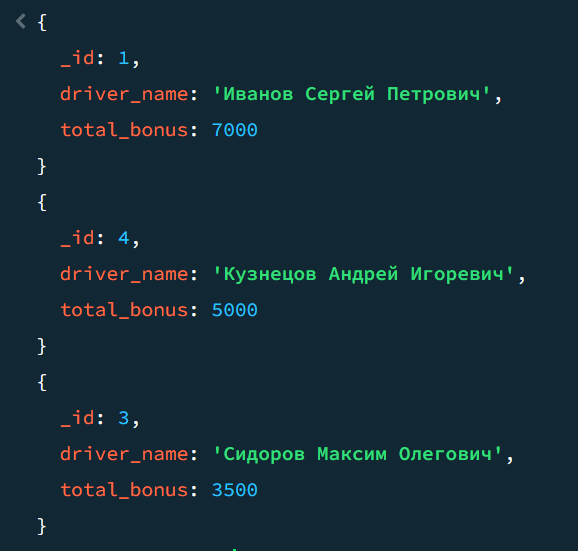 {
_id: 1,
driver_name: 'Иванов Сергей Петрович',
total_bonus: 7000
}
{
_id: 4,
driver_name: 'Кузнецов Андрей Игоревич',
total_bonus: 5000
}
{
_id: 3,
driver_name: 'Сидоров Максим Олегович',
total_bonus: 3500
}